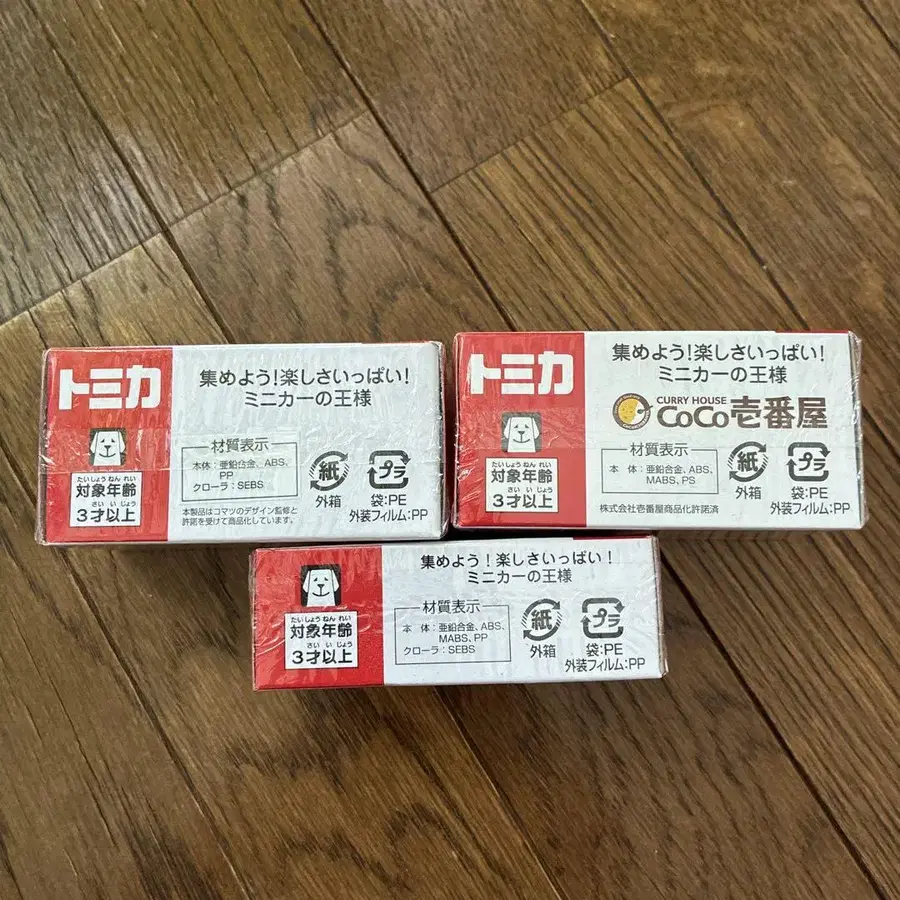 トミカ
集めよう!楽しさいっぱい!
ミニカーの王様
材質表示
本体:亜鉛合金、ABS、
PP
クローラ:SEBS
本製品はコマツのデザイン監修と
許諾を受けて商品化しています。
たいしょうねんれい
対象年齢
さいいじょう
3才以上
紙
外箱
プラ
袋:PE
外装フィルム:PP
トミカ
集めよう!楽しさいっぱい!
ミニカーの王様
CURRY HOUSE
CoCo壱番屋
材質表示
本体:亜鉛合金、ABS、
MABS、PS
株式会社壱番屋商品化許諾済
たいしょうねんれい
対象年齢
さいいじょう
3才以上
紙
外箱
プラ
袋:PE
外装フィルム:PP
集めよう!楽しさいっぱい!
ミニカーの王様
材質表示
本体:亜鉛合金、ABS、
MABS、PP
クローラ:SEBS
たいしょうねんれい
対象年齢
さいいじょう
3才以上
紙
外箱
プラ
袋:PE
外装フィルム:PP